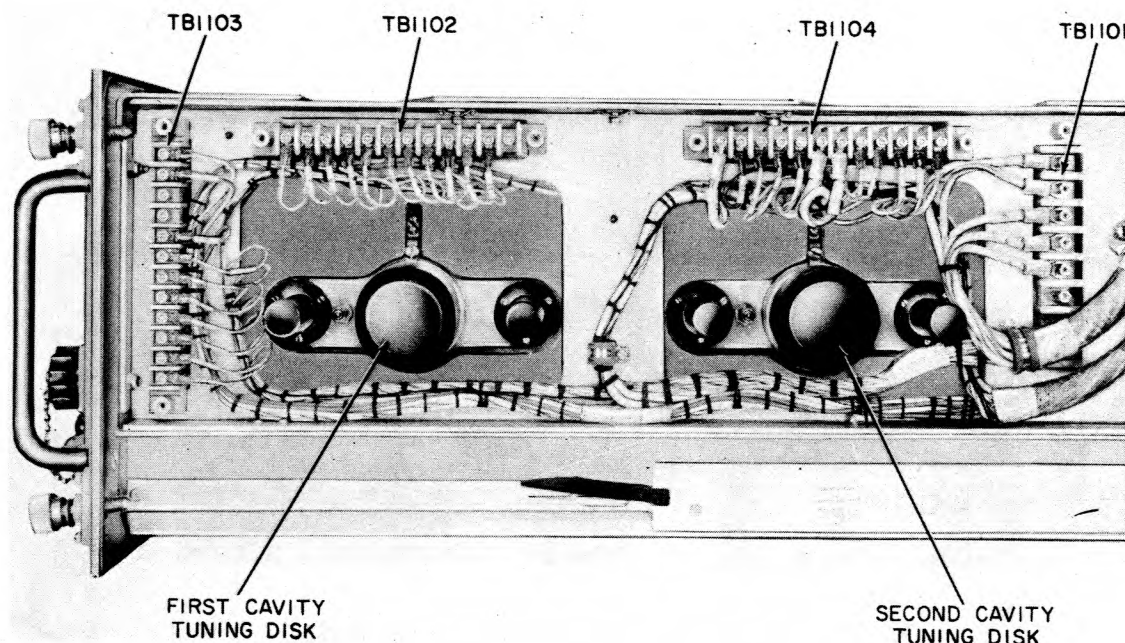 TB1103
TB1102
TB1104
TB1101
FIRST CAVITY
TUNING DISK
SECOND CAVITY
TUNING DISK